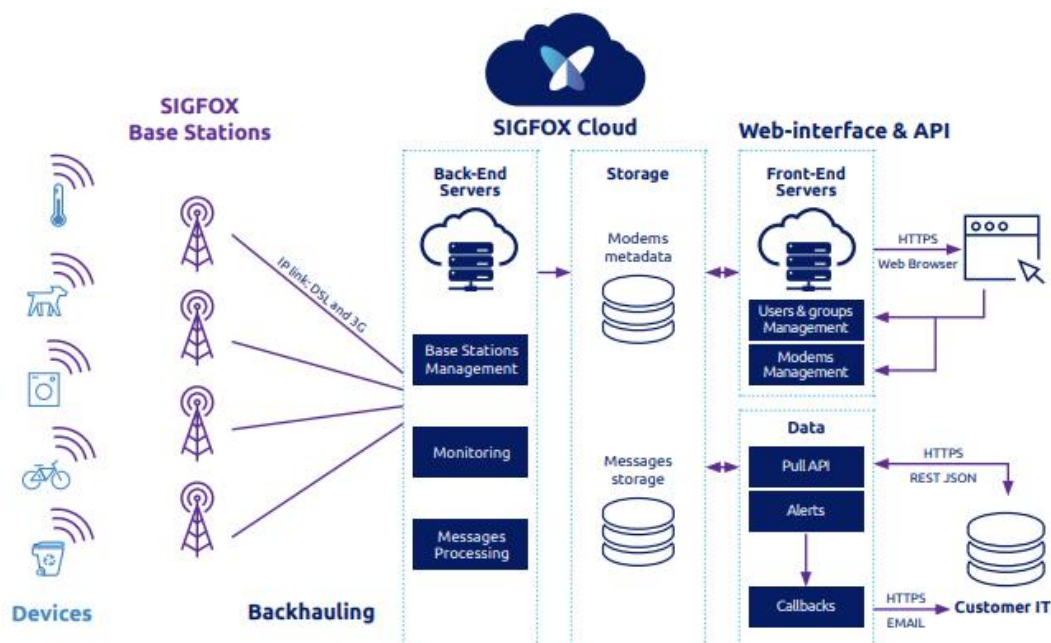 SIGFOX
Base Stations
SIGFOX Cloud
Web-interface & API
Back-End
Servers
Storage
Front-End
Servers
Modems
metadata
HTTPS
Web Browser
IP link: DSL and 3G
Users & groups
Management
Base Stations
Management
Modems
Management
Data
Monitoring
Messages
storage
Pull API
HTTPS
REST JSON
Alerts
Messages
Processing
Devices
Backhauling
Callbacks
HTTPS
EMAIL
Customer IT